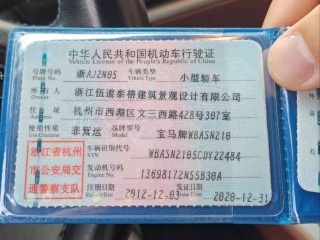 中华人民共和国机动车行驶证
Vehicle License of the People's Republic of China
号牌号码 浙AJ2N05 车辆类型 小型轿车
Vehicle Type
所有人 浙江伍道泰格建筑景观设计有限公司
住址 杭州市西湖区文三西路428号307室
使用性质 非营运 品牌型号 宝马牌WBA5N210
浙江省杭州
市公安局交
通警察支队
车辆识别代号 WBA5N2105CDY22484
VIN
发动机号码 13698172N55B30A
Engine No.
注册日期 2012-12-03 2020-12-31